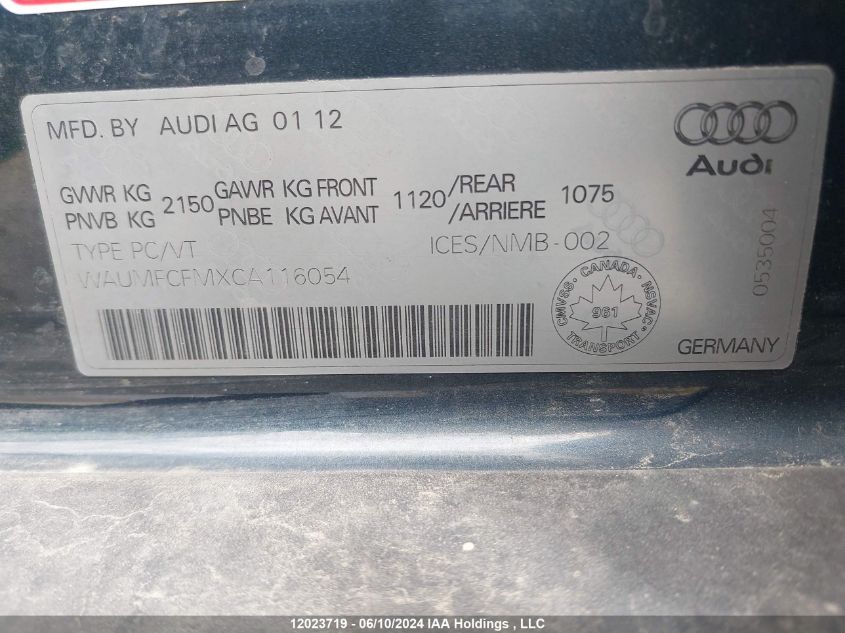 MFD. BY AUDI AG 01 12
Audi
GVWR KG 2150 GAWR KG FRONT 1120 /REAR 1075
PNVB KG PNBE KG AVANT /ARRIERE
TYPE PC/VT ICES/NMB-002
WAUMFCFMXCA116054
0535004
CANADA
CMVSS 961 NSVAC
TRANSPORT
GERMANY
12023719 - 06/10/2024 IAA Holdings , LLC